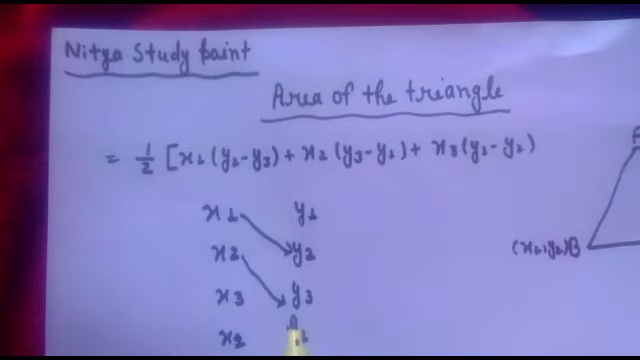 Nitya Study point
Area of the triangle
= 1/2 [x1(y2-y3) + x2(y3-y1) + x3(y1-y2)
x1 y1
x2 y2
(x2,y2)B
x3 y3
x2